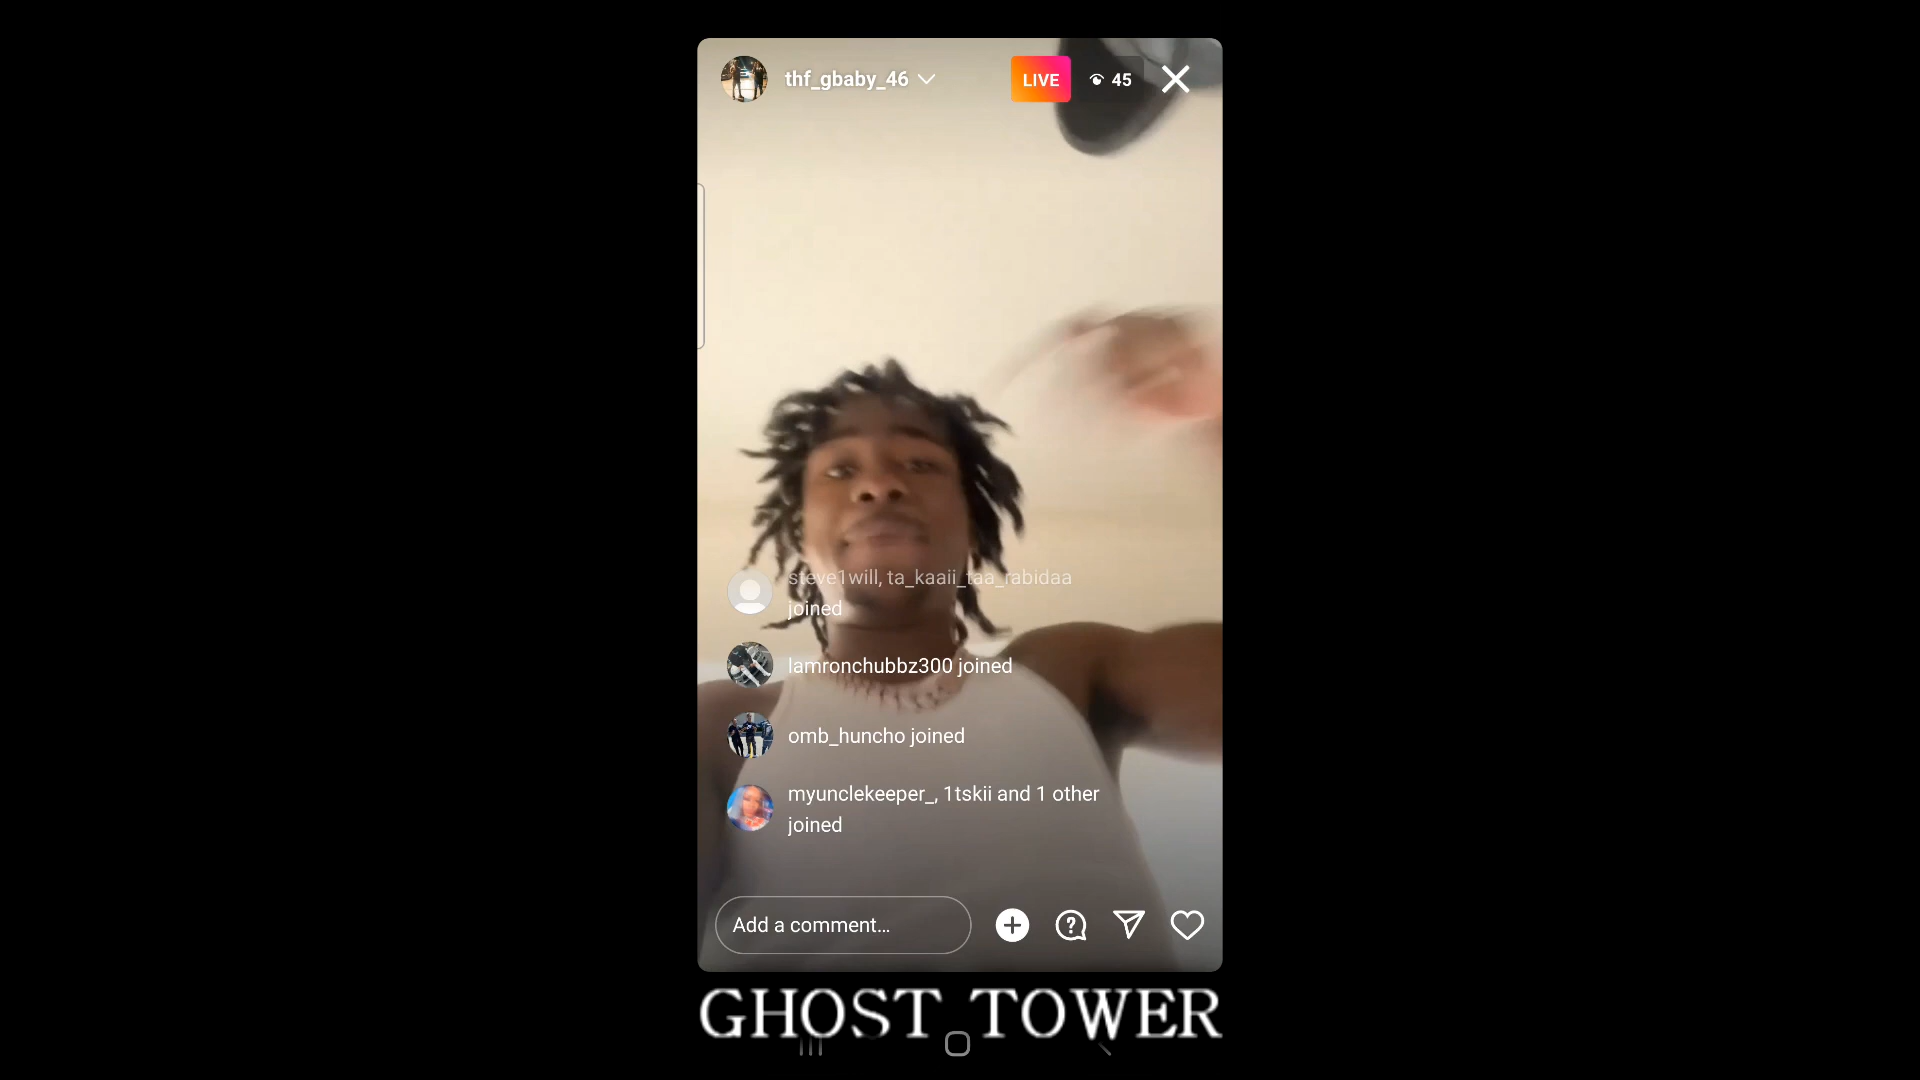 thf_gbaby_46
LIVE
45
steve1will, ta_kaaii_taa_rabidaa
joined
lamronchubbz300 joined
omb_huncho joined
myunclekeeper_, 1tskii and 1 other
joined
Add a comment...
GHOST TOWER